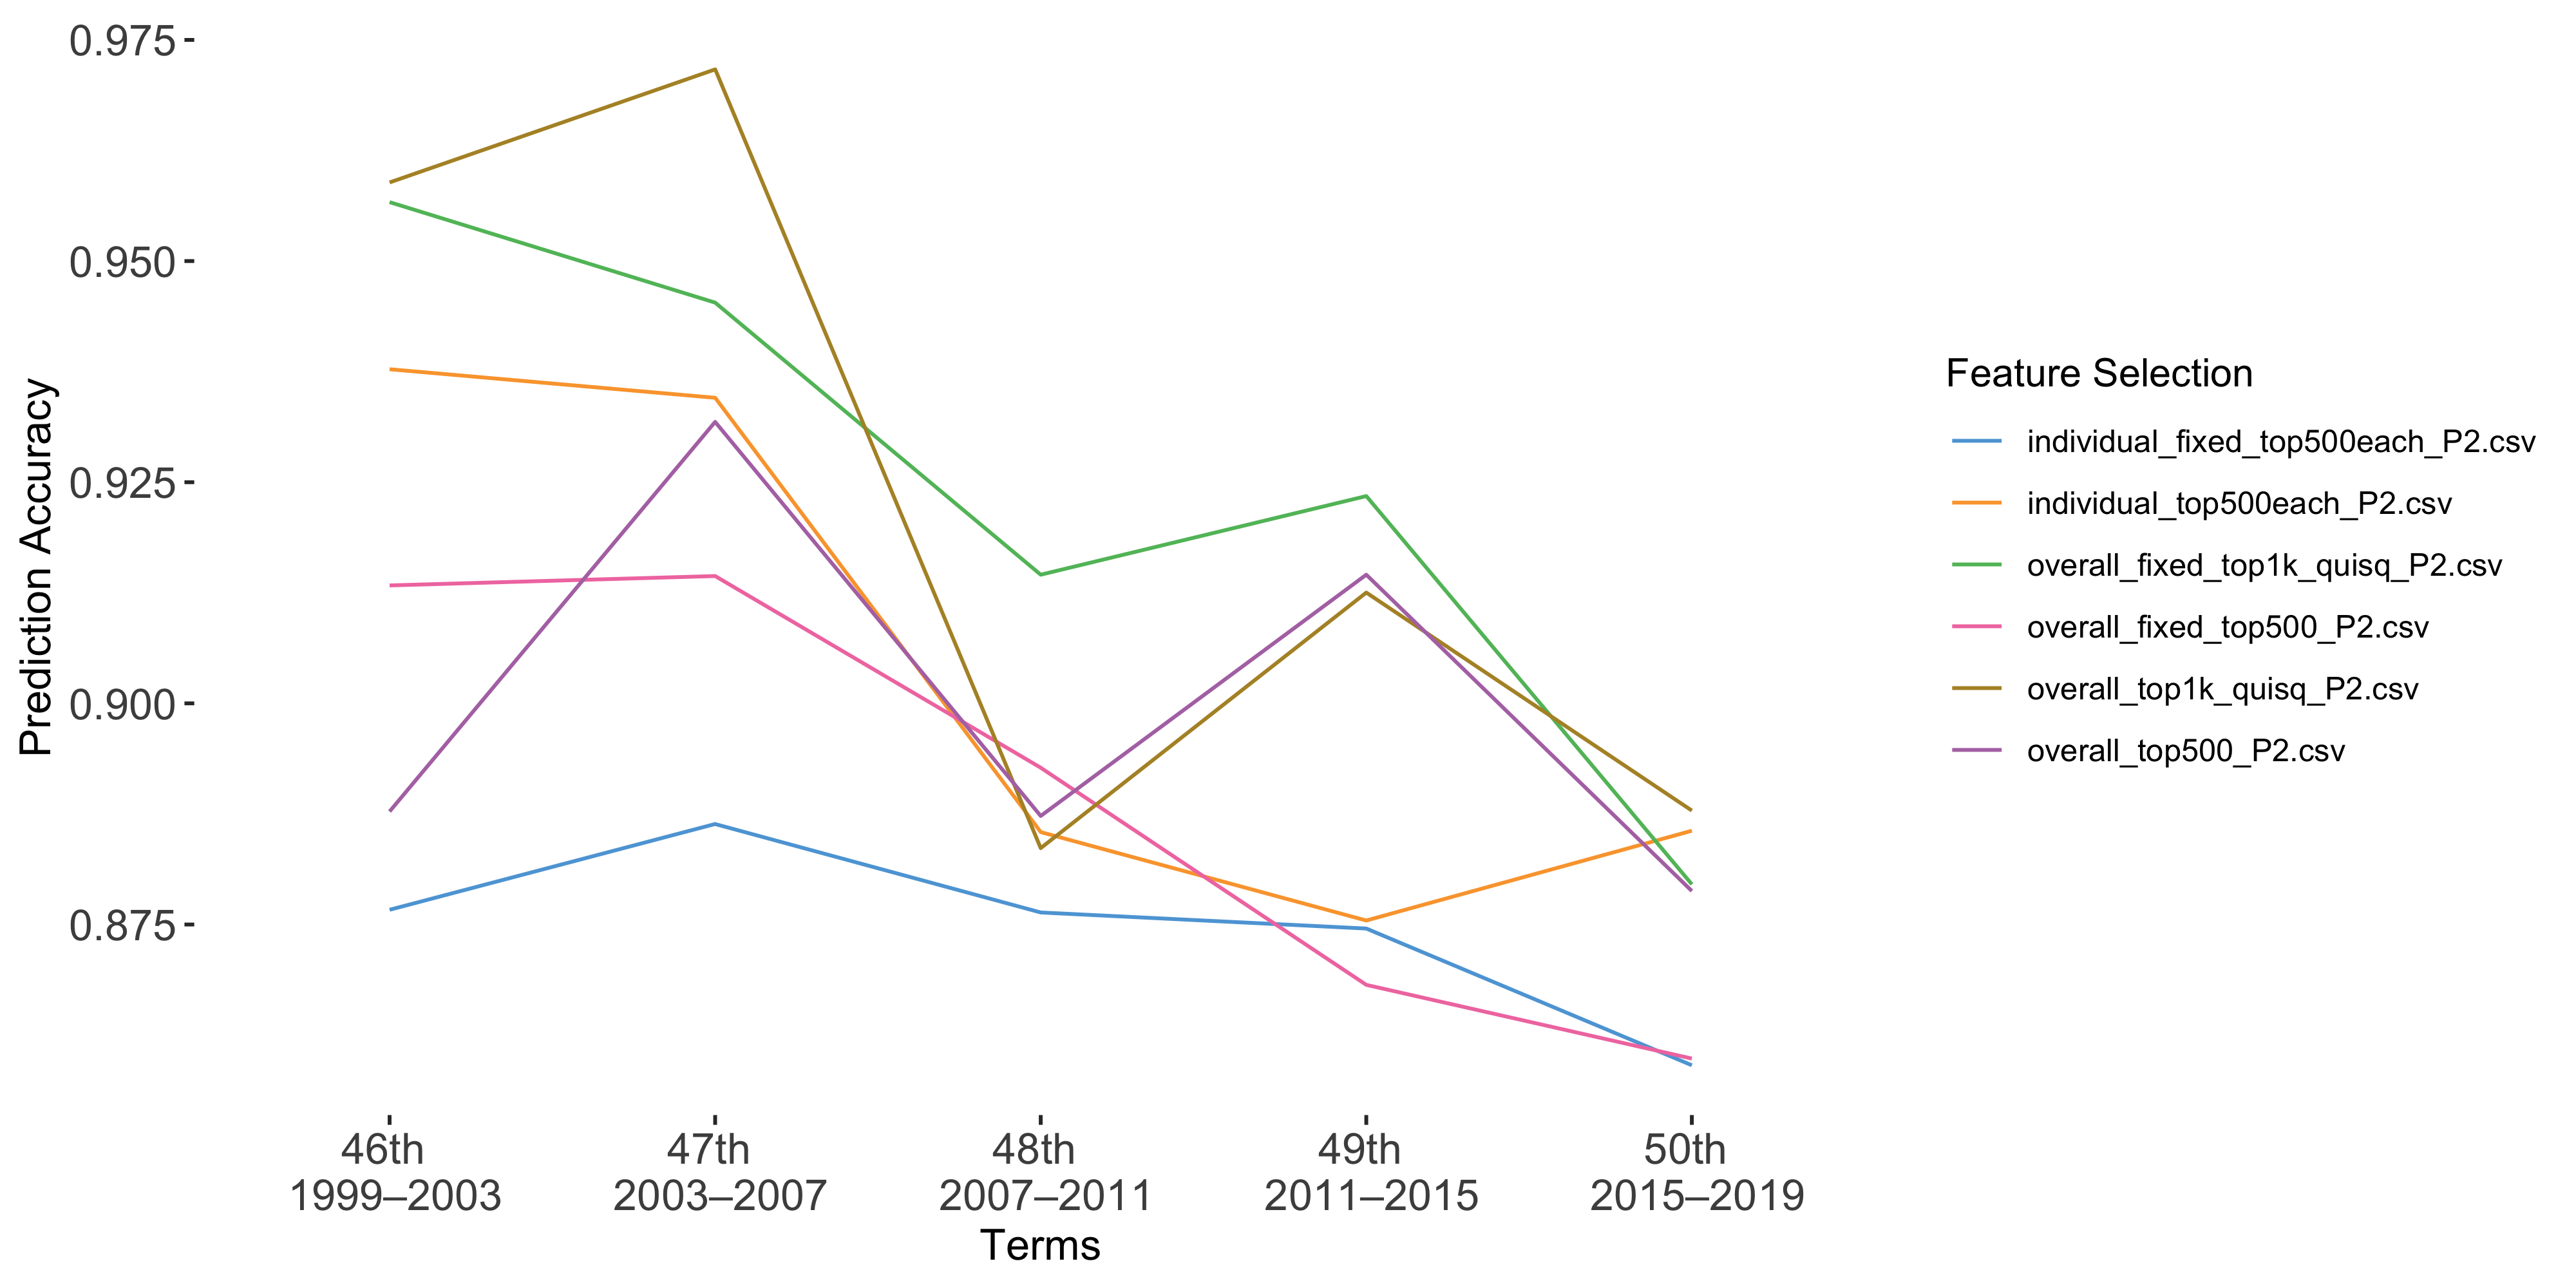 0.975
0.950
0.925
0.900
0.875
Prediction Accuracy
46th
1999–2003
47th
2003–2007
48th
2007–2011
49th
2011–2015
50th
2015–2019
Terms
Feature Selection
individual_fixed_top500each_P2.csv
individual_top500each_P2.csv
overall_fixed_top1k_quisq_P2.csv
overall_fixed_top500_P2.csv
overall_top1k_quisq_P2.csv
overall_top500_P2.csv